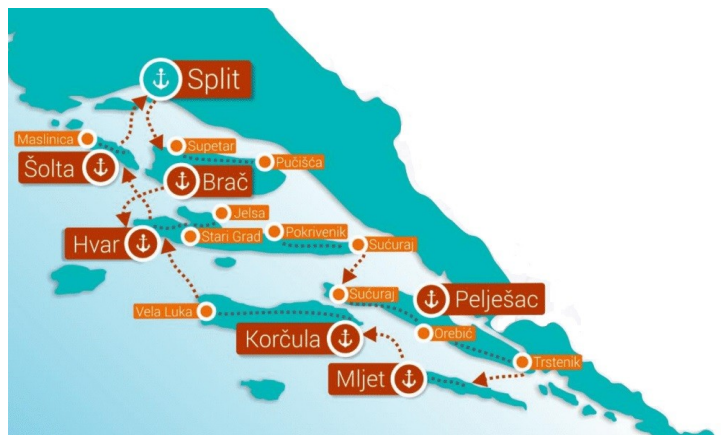 Split
Maslinica
Supetar
Pučišća
Šolta
Brač
Jelsa
Stari Grad
Pokrivenik
Hvar
Sućuraj
Sućuraj
Pelješac
Vela Luka
Korčula
Orebić
Trstenik
Mljet